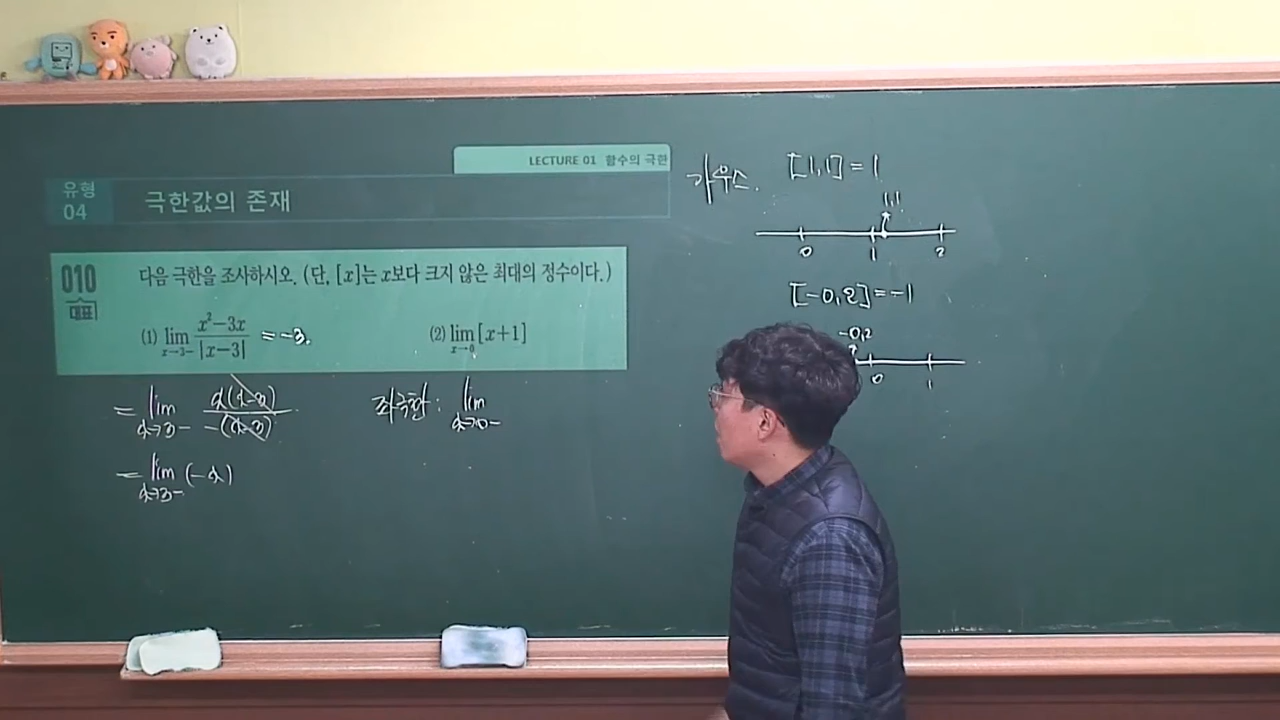 LECTURE 01 함수의 극한
유형
04
극한값의 존재
010
대표
다음 극한을 조사하시오. (단, [x]는 x보다 크지 않은 최대의 정수이다.)
(1) lim x→3- x²-3x / |x-3| = -3.
(2) lim x→0 [x+1]
= lim x→3- x(x-3) / -(x-3)
= lim x→3- (-x)
좌극한 : lim x→0-
가우스.
[1,1] = 1
1,1
0 1 2
[-0,2] = -1
-0,2
0 1